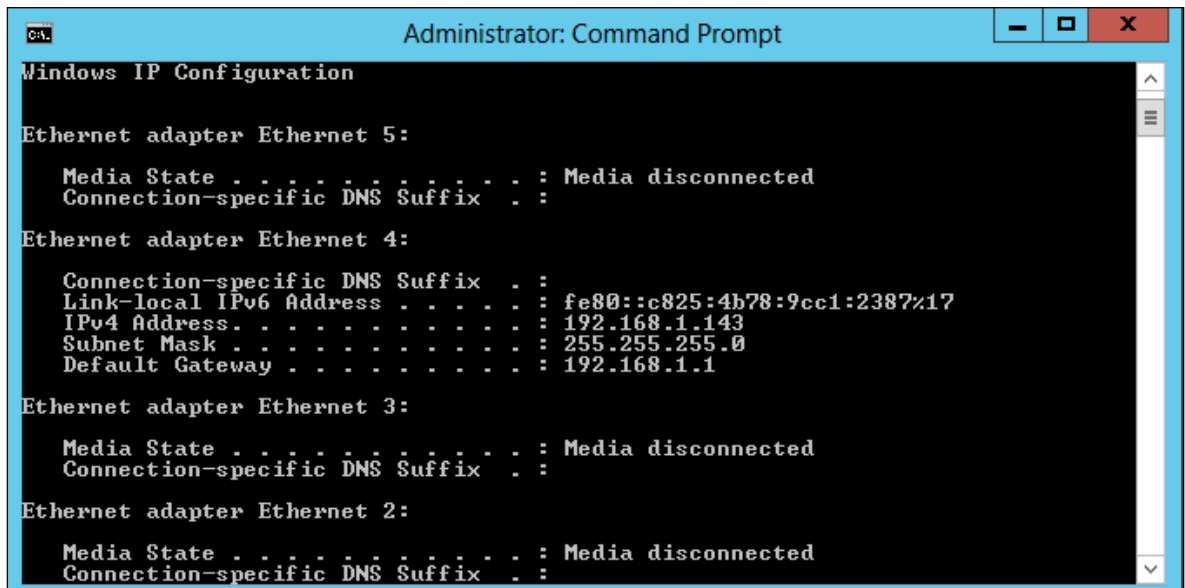 Administrator: Command Prompt
Windows IP Configuration
Ethernet adapter Ethernet 5:
Media State . . . . . . . . . . . : Media disconnected
Connection-specific DNS Suffix  . :
Ethernet adapter Ethernet 4:
Connection-specific DNS Suffix  . :
Link-local IPv6 Address . . . . . : fe80::c825:4b78:9cc1:2387%17
IPv4 Address. . . . . . . . . . . : 192.168.1.143
Subnet Mask . . . . . . . . . . . : 255.255.255.0
Default Gateway . . . . . . . . . : 192.168.1.1
Ethernet adapter Ethernet 3:
Media State . . . . . . . . . . . : Media disconnected
Connection-specific DNS Suffix  . :
Ethernet adapter Ethernet 2:
Media State . . . . . . . . . . . : Media disconnected
Connection-specific DNS Suffix  . :